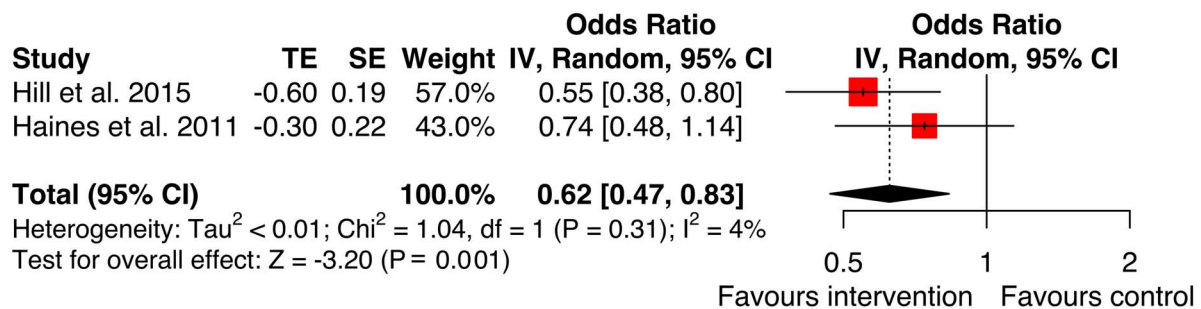 Odds Ratio Odds Ratio
Study TE SE Weight IV, Random, 95% CI IV, Random, 95% CI
Hill et al. 2015 -0.60 0.19 57.0% 0.55 [0.38, 0.80]
Haines et al. 2011 -0.30 0.22 43.0% 0.74 [0.48, 1.14]
Total (95% CI) 100.0% 0.62 [0.47, 0.83]
Heterogeneity: Tau² < 0.01; Chi² = 1.04, df = 1 (P = 0.31); I² = 4%
Test for overall effect: Z = -3.20 (P = 0.001)
0.5 1 2
Favours intervention Favours control